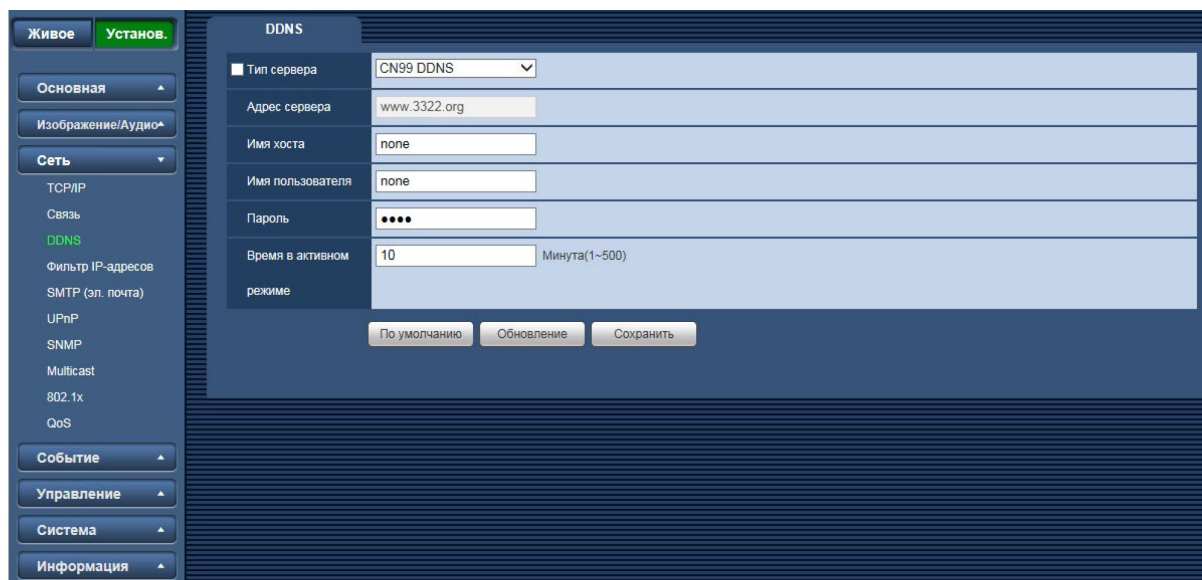 Живое Установ.
Основная
Изображение/Аудио
Сеть
TCP/IP
Связь
DDNS
Фильтр IP-адресов
SMTP (эл. почта)
UPnP
SNMP
Multicast
802.1x
QoS
Событие
Управление
Система
Информация
DDNS
Тип сервера CN99 DDNS
Адрес сервера www.3322.org
Имя хоста none
Имя пользователя none
Пароль ••••
Время в активном 10 Минута(1~500)
режиме
По умолчанию Обновление Сохранить